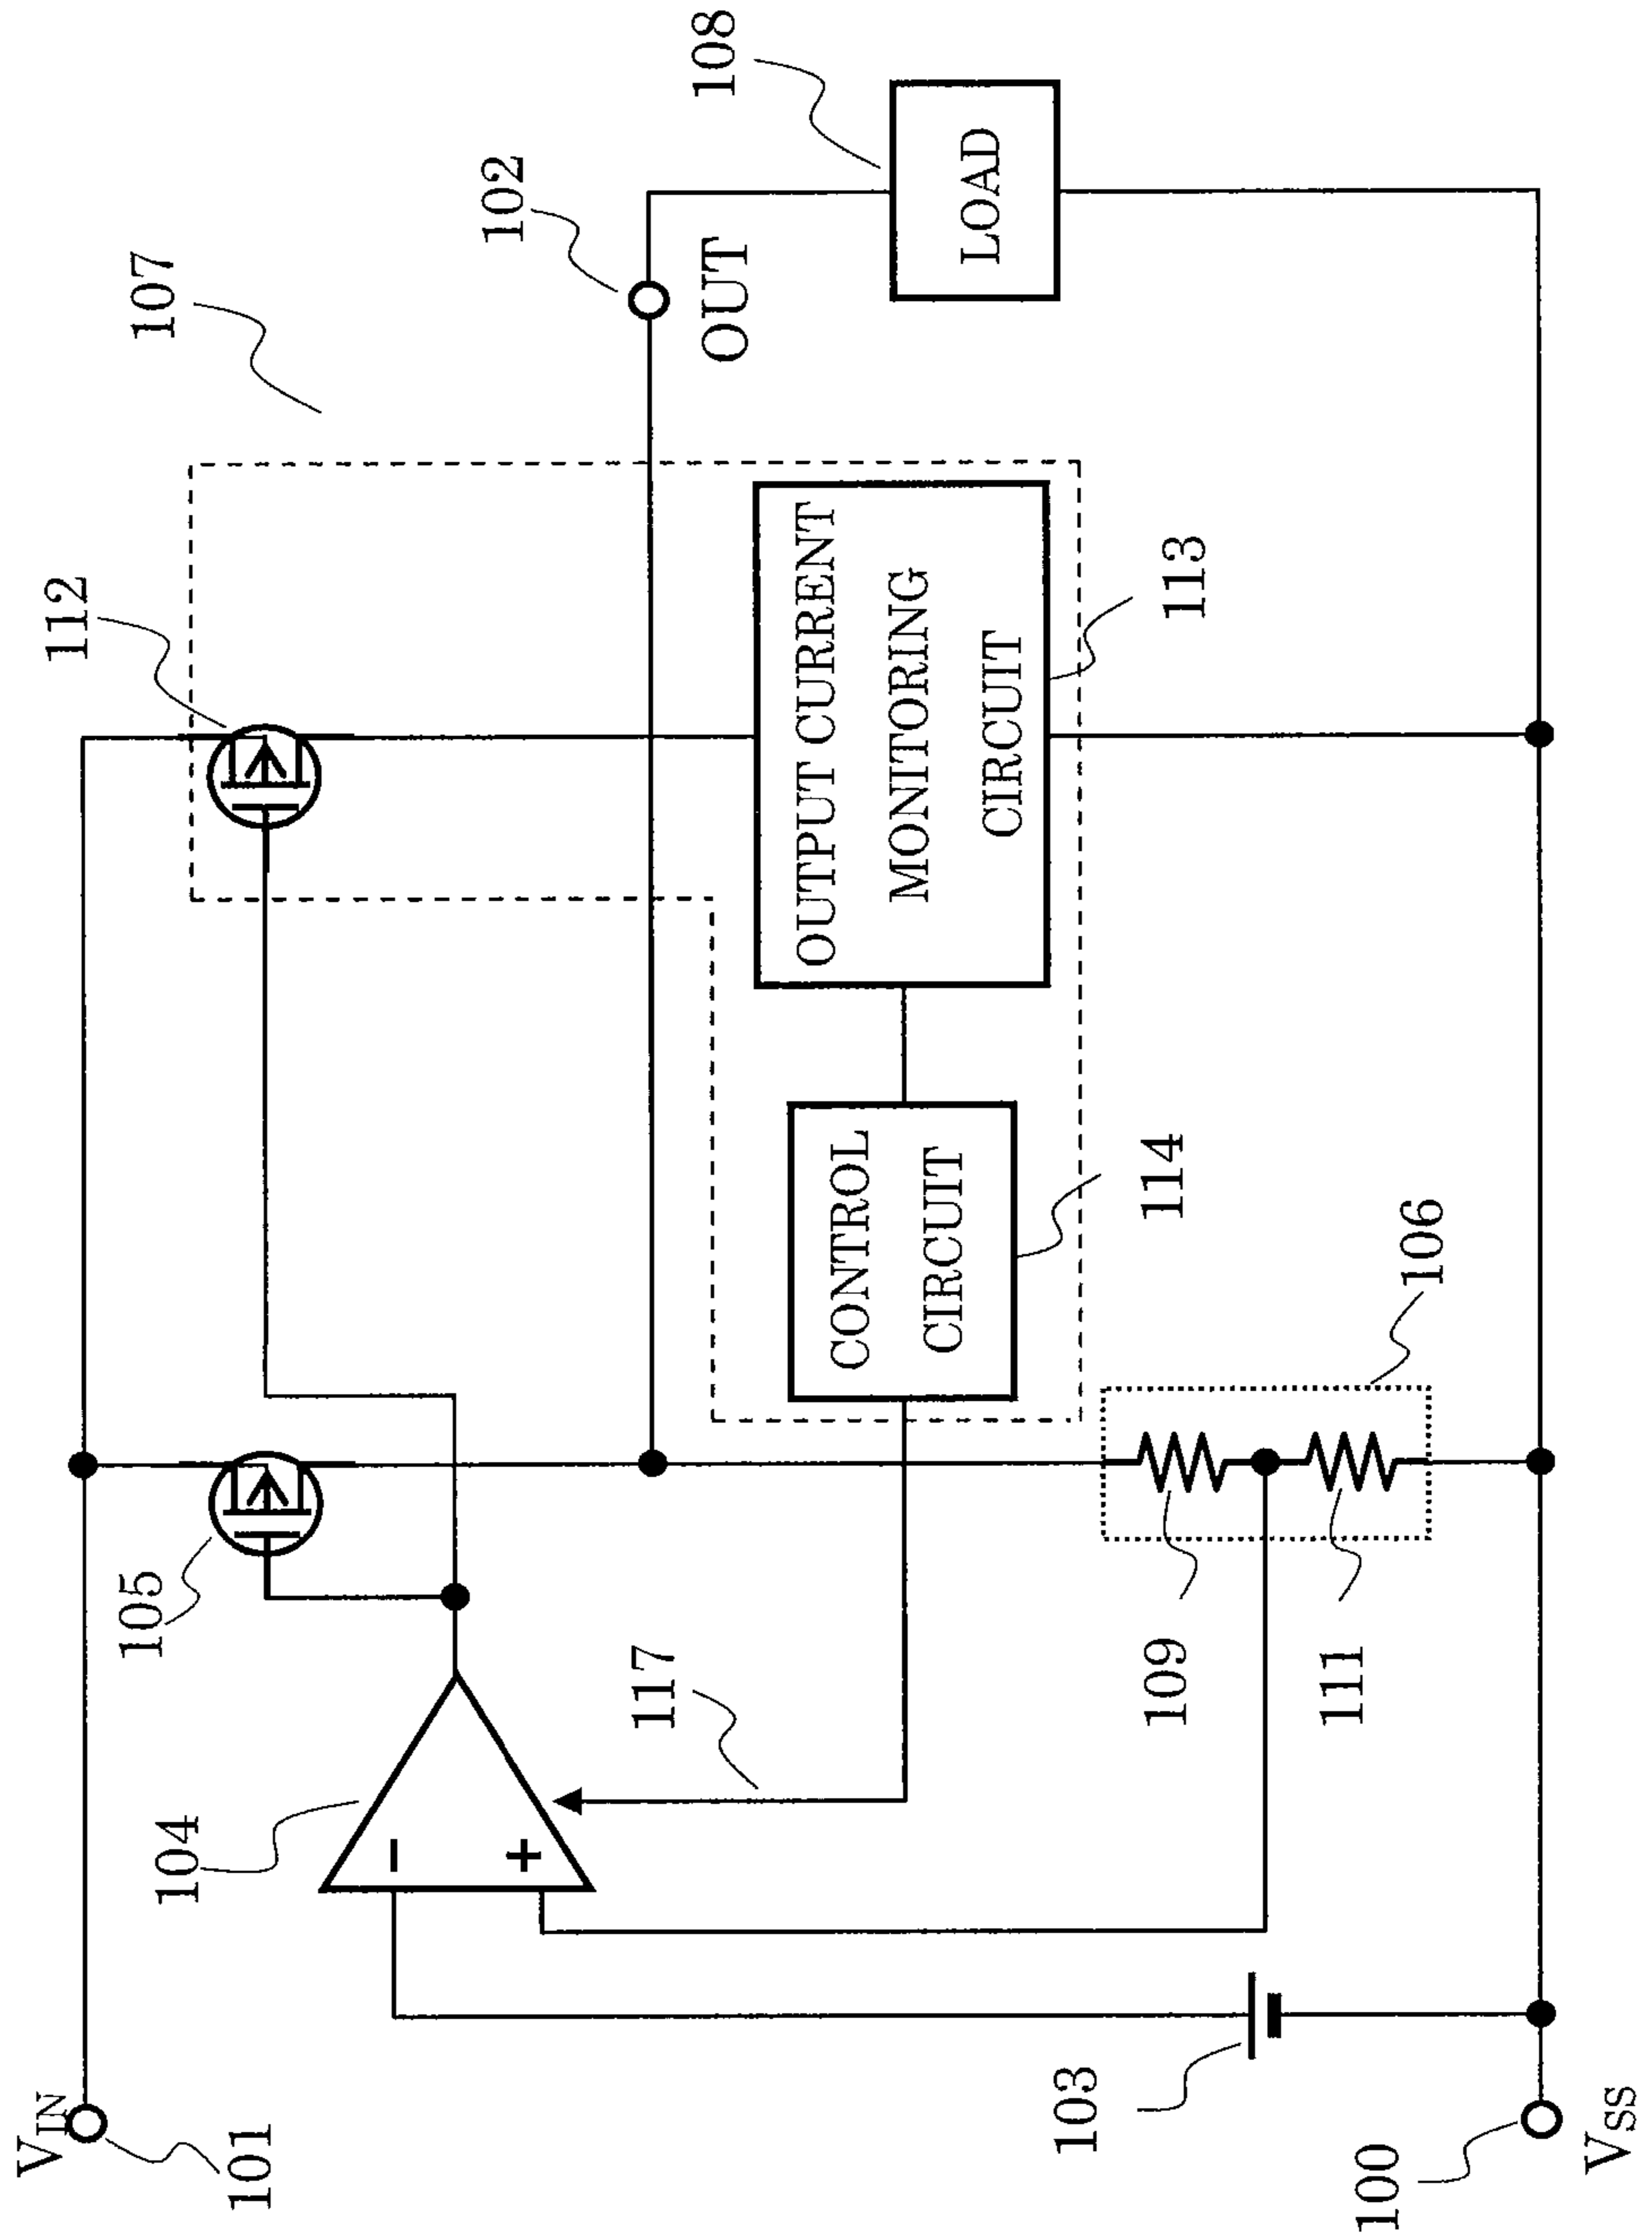 V_IN
101
104
105
112
107
102
OUT
108
LOAD
117
OUTPUT CURRENT
MONITORING
CIRCUIT
113
CONTROL
CIRCUIT
114
106
109
111
103
100
V_SS
−
+